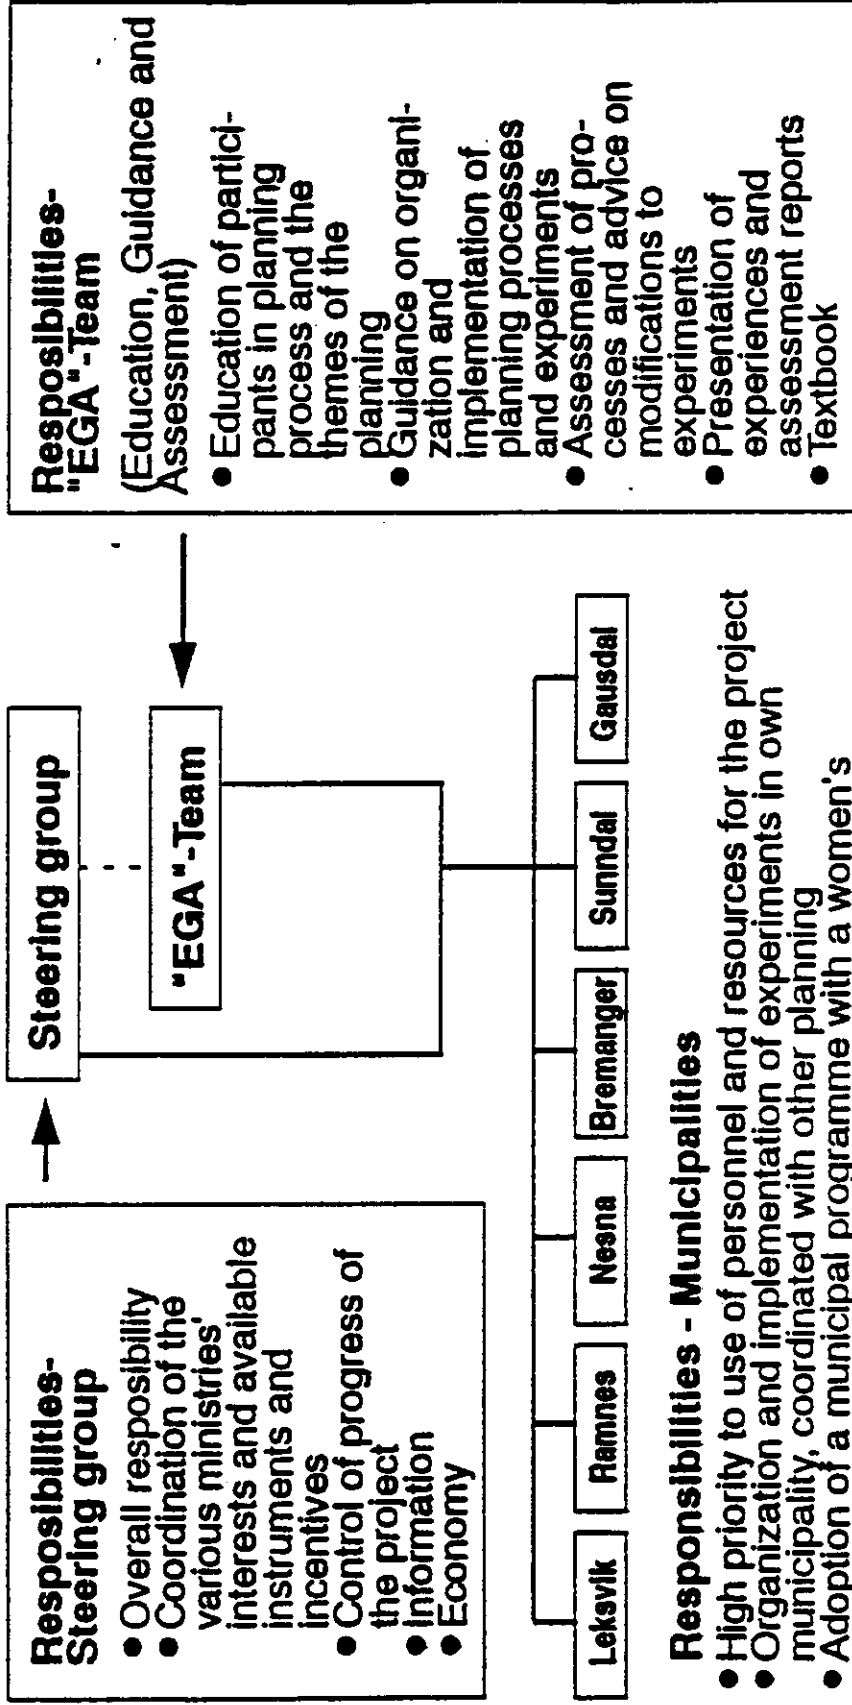 Resposibilities-
Steering group
● Overall resposibility
● Coordination of the
various ministries'
interests and available
instruments and
incentives
● Control of progress of
the project
● Information
● Economy
Steering group
"EGA"-Team
Resposibilities-
"EGA"-Team
(Education, Guidance and
Assessment)
● Education of partici-
pants in planning
process and the
themes of the
planning
● Guidance on organi-
zation and
implementation of
planning processes
and experiments
● Assessment of pro-
cesses and advice on
modifications to
experiments
● Presentation of
experiences and
assessment reports
● Textbook
Leksvik
Ramnes
Nesna
Bremanger
Sunndal
Gausdal
Responsibilities - Municipalities
● High priority to use of personnel and resources for the project
● Organization and implementation of experiments in own
municipality, coordinated with other planning
● Adoption of a municipal programme with a women's